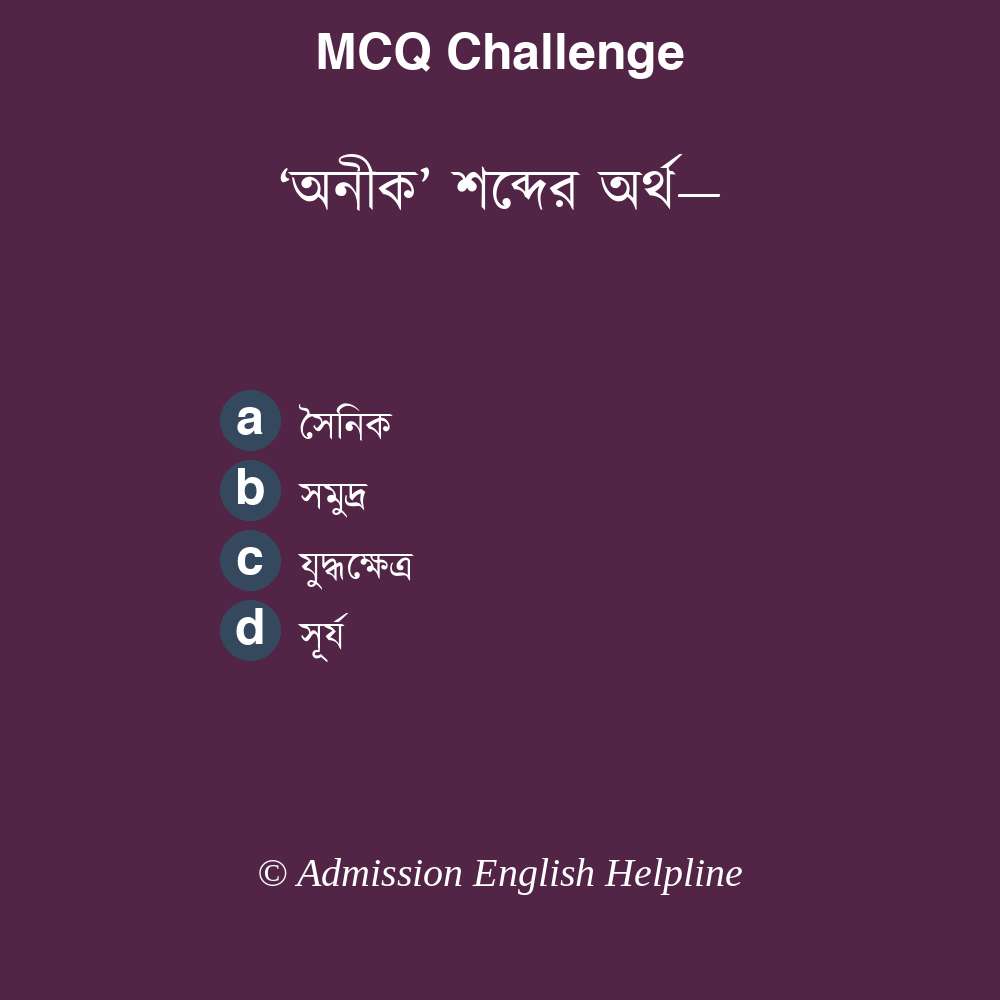 MCQ Challenge
‘অনীক’ শব্দের অর্থ—
a সৈনিক
b সমুদ্র
c যুদ্ধক্ষেত্র
d সূর্য
© Admission English Helpline